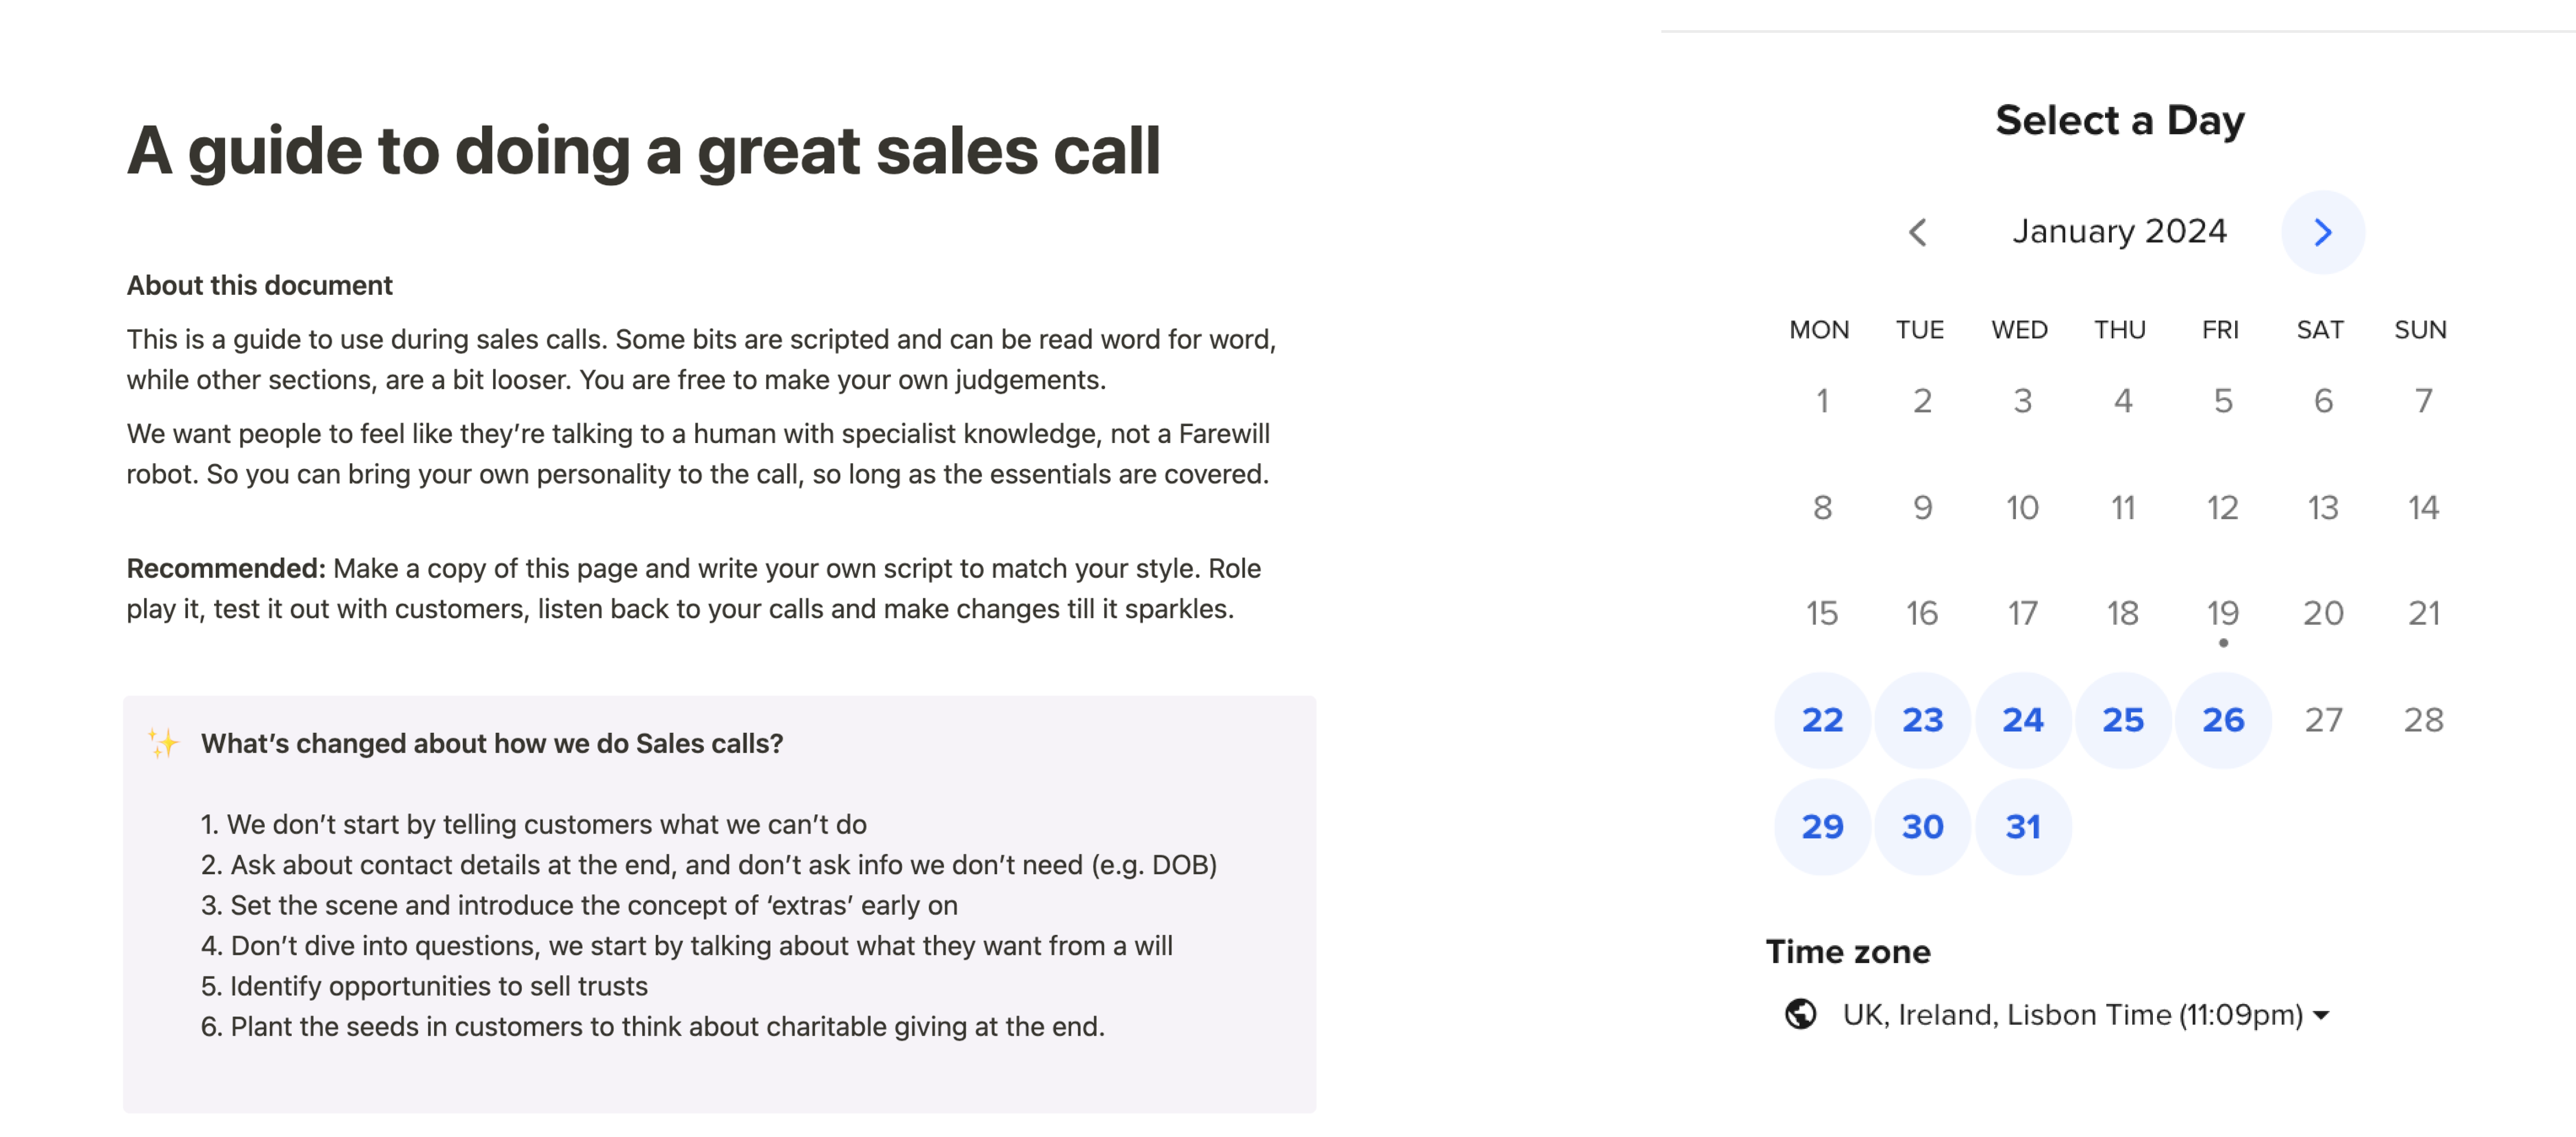 A guide to doing a great sales call
About this document
This is a guide to use during sales calls. Some bits are scripted and can be read word for word,
while other sections, are a bit looser. You are free to make your own judgements.
We want people to feel like they’re talking to a human with specialist knowledge, not a Farewill
robot. So you can bring your own personality to the call, so long as the essentials are covered.
Recommended: Make a copy of this page and write your own script to match your style. Role
play it, test it out with customers, listen back to your calls and make changes till it sparkles.
What’s changed about how we do Sales calls?
1. We don’t start by telling customers what we can’t do
2. Ask about contact details at the end, and don’t ask info we don’t need (e.g. DOB)
3. Set the scene and introduce the concept of ‘extras’ early on
4. Don’t dive into questions, we start by talking about what they want from a will
5. Identify opportunities to sell trusts
6. Plant the seeds in customers to think about charitable giving at the end.
Select a Day
January 2024
MON TUE WED THU FRI SAT SUN
1 2 3 4 5 6 7
8 9 10 11 12 13 14
15 16 17 18 19 20 21
22 23 24 25 26 27 28
29 30 31
Time zone
UK, Ireland, Lisbon Time (11:09pm)